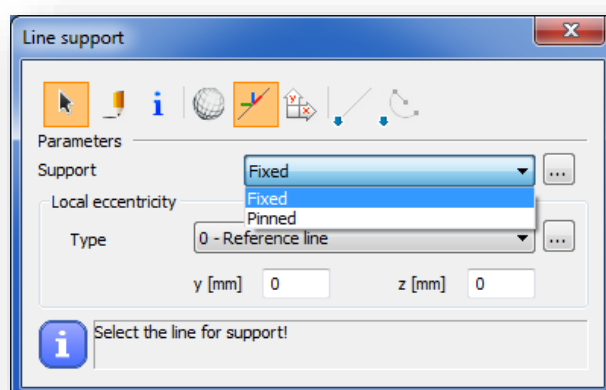 Line support
x
i
Y
X
Parameters
Support
Fixed
...
Fixed
Pinned
Local eccentricity
Type
0 - Reference line
...
y [mm] 0 z [mm] 0
i
Select the line for support!